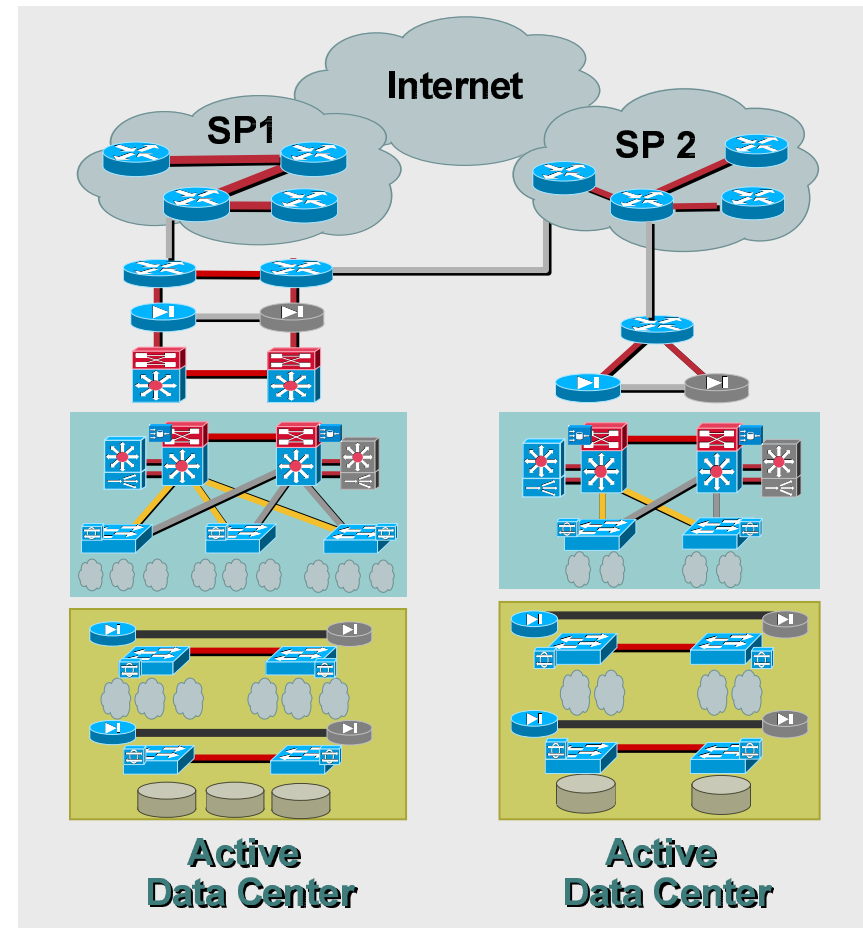 Internet
SP1
SP 2
Active
Data Center
Active
Data Center